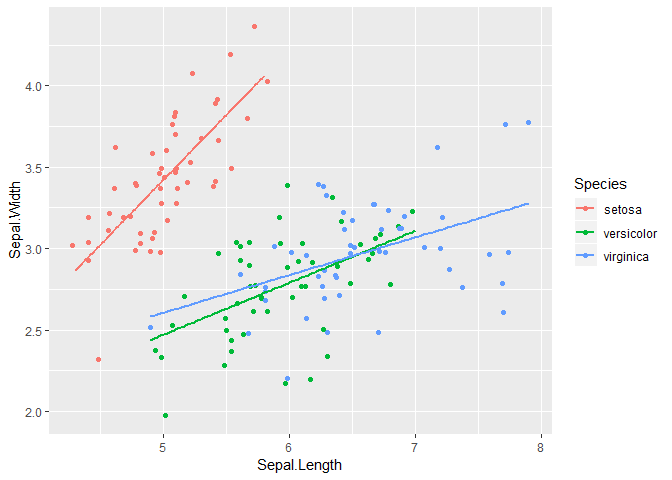 4.0
3.5
3.0
2.5
2.0
Sepal.Width
5 6 7 8
Sepal.Length
Species
setosa
versicolor
virginica